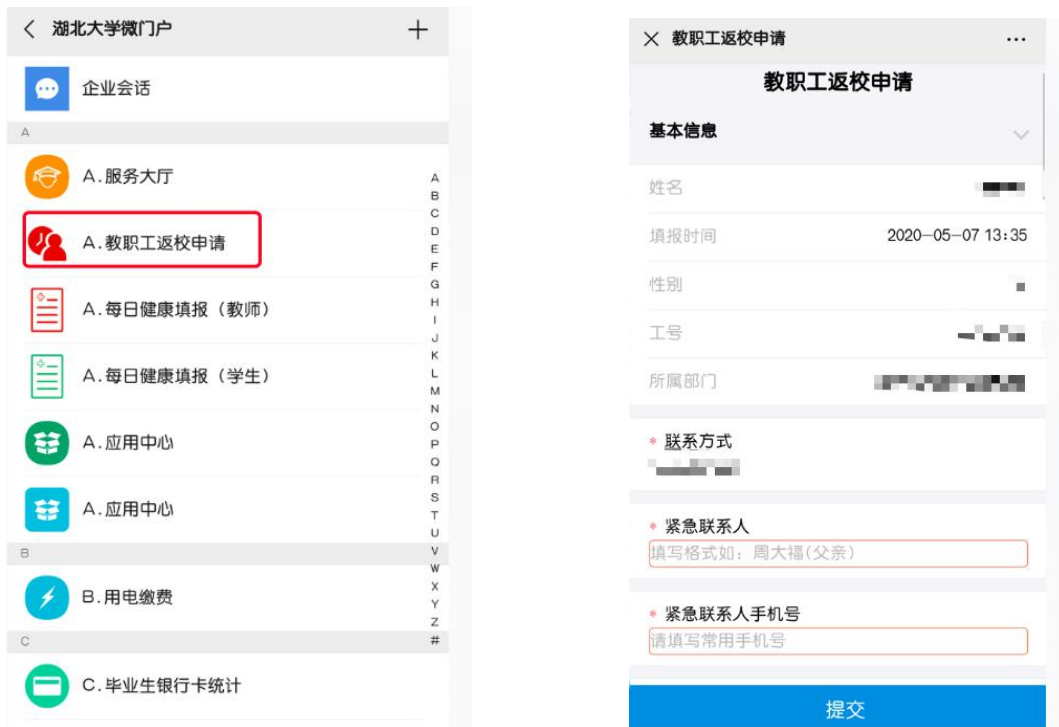 湖北大学微门户
企业会话
A
A.服务大厅
A.教职工返校申请
A.每日健康填报（教师）
A.每日健康填报（学生）
A.应用中心
A.应用中心
B
B.用电缴费
C
C.毕业生银行卡统计
A
B
C
D
E
F
G
H
I
J
K
L
M
N
O
P
Q
R
S
T
U
V
W
X
Y
Z
#
教职工返校申请
教职工返校申请
基本信息
姓名
填报时间 2020-05-07 13:35
性别
工号
所属部门
* 联系方式
* 紧急联系人
填写格式如：周大福(父亲)
* 紧急联系人手机号
请填写常用手机号
提交